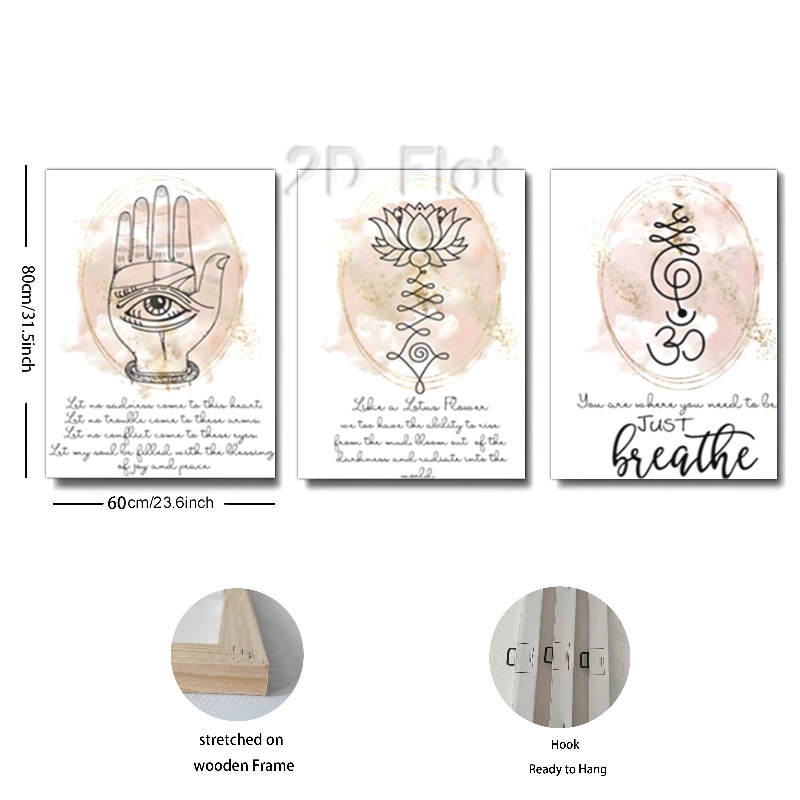 2D Flat
80cm/31.5inch
Let no sadness come to this heart,
Let no trouble come to these arms
Let no conflict come to these eyes
Let my soul be filled with the blessing
of joy and peace
Like a Lotus Flower
we too have the ability to rise
from the mud, bloom out of the
darkness and radiate into the
world.
You are where you need to be
JUST
breathe
60cm/23.6inch
stretched on
wooden Frame
Hook
Ready to Hang